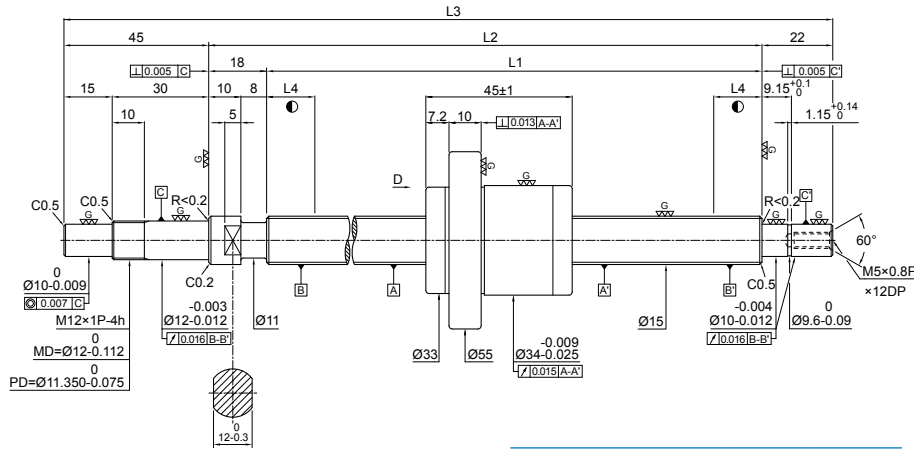 L3
45
L2
22
⊥ 0.005 C
18
L1
⊥ 0.005 C'
15
30
10
8
L4
45±1
L4
9.15 +0.1 0
10
5
7.2
10
⊥ 0.013 A-A'
1.15 +0.14 0
G
G
G
D
C0.5
C0.5
C
R<0.2
G
G
G
R<0.2
C'
G
G
G
60°
C0.2
B
A
A'
B'
C0.5
M5×0.8P
×12DP
0
Ø10-0.009
◎ 0.007 C
M12×1P-4h
0
MD=Ø12-0.112
0
PD=Ø11.350-0.075
-0.003
Ø12-0.012
↗ 0.016 B-B'
Ø11
Ø33
Ø55
-0.009
Ø34-0.025
↗ 0.015 A-A'
Ø15
-0.004
Ø10-0.012
↗ 0.016 B-B'
0
Ø9.6-0.09
0
12-0.3